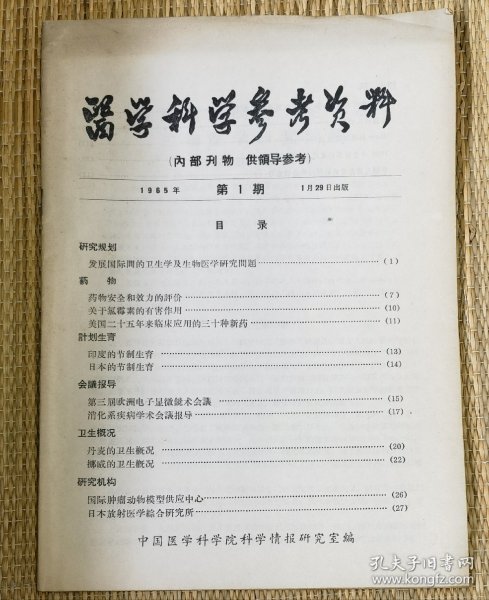 醫学科学参考资料
(內部刊物 供領导参考)
1965年 第1期 1月29日出版
目 录
研究规划
发展国际間的卫生学及生物医学研究問題 (1)
药 物
药物安全和效力的評价 (7)
关于氯霉素的有害作用 (10)
美国二十五年来临床应用的三十种新药 (11)
計划生育
印度的节制生育 (13)
日本的节制生育 (14)
会議报导
第三届欧洲电子显微鏡术会議 (15)
消化系疾病学术会議报导 (17)
卫生概况
丹麦的卫生概况 (20)
挪威的卫生概况 (22)
研究机构
国际肿瘤动物模型供应中心 (26)
日本放射医学綜合研究所 (27)
中国医学科学院科学情报研究室編
孔夫子旧书网
www.kongfz.com